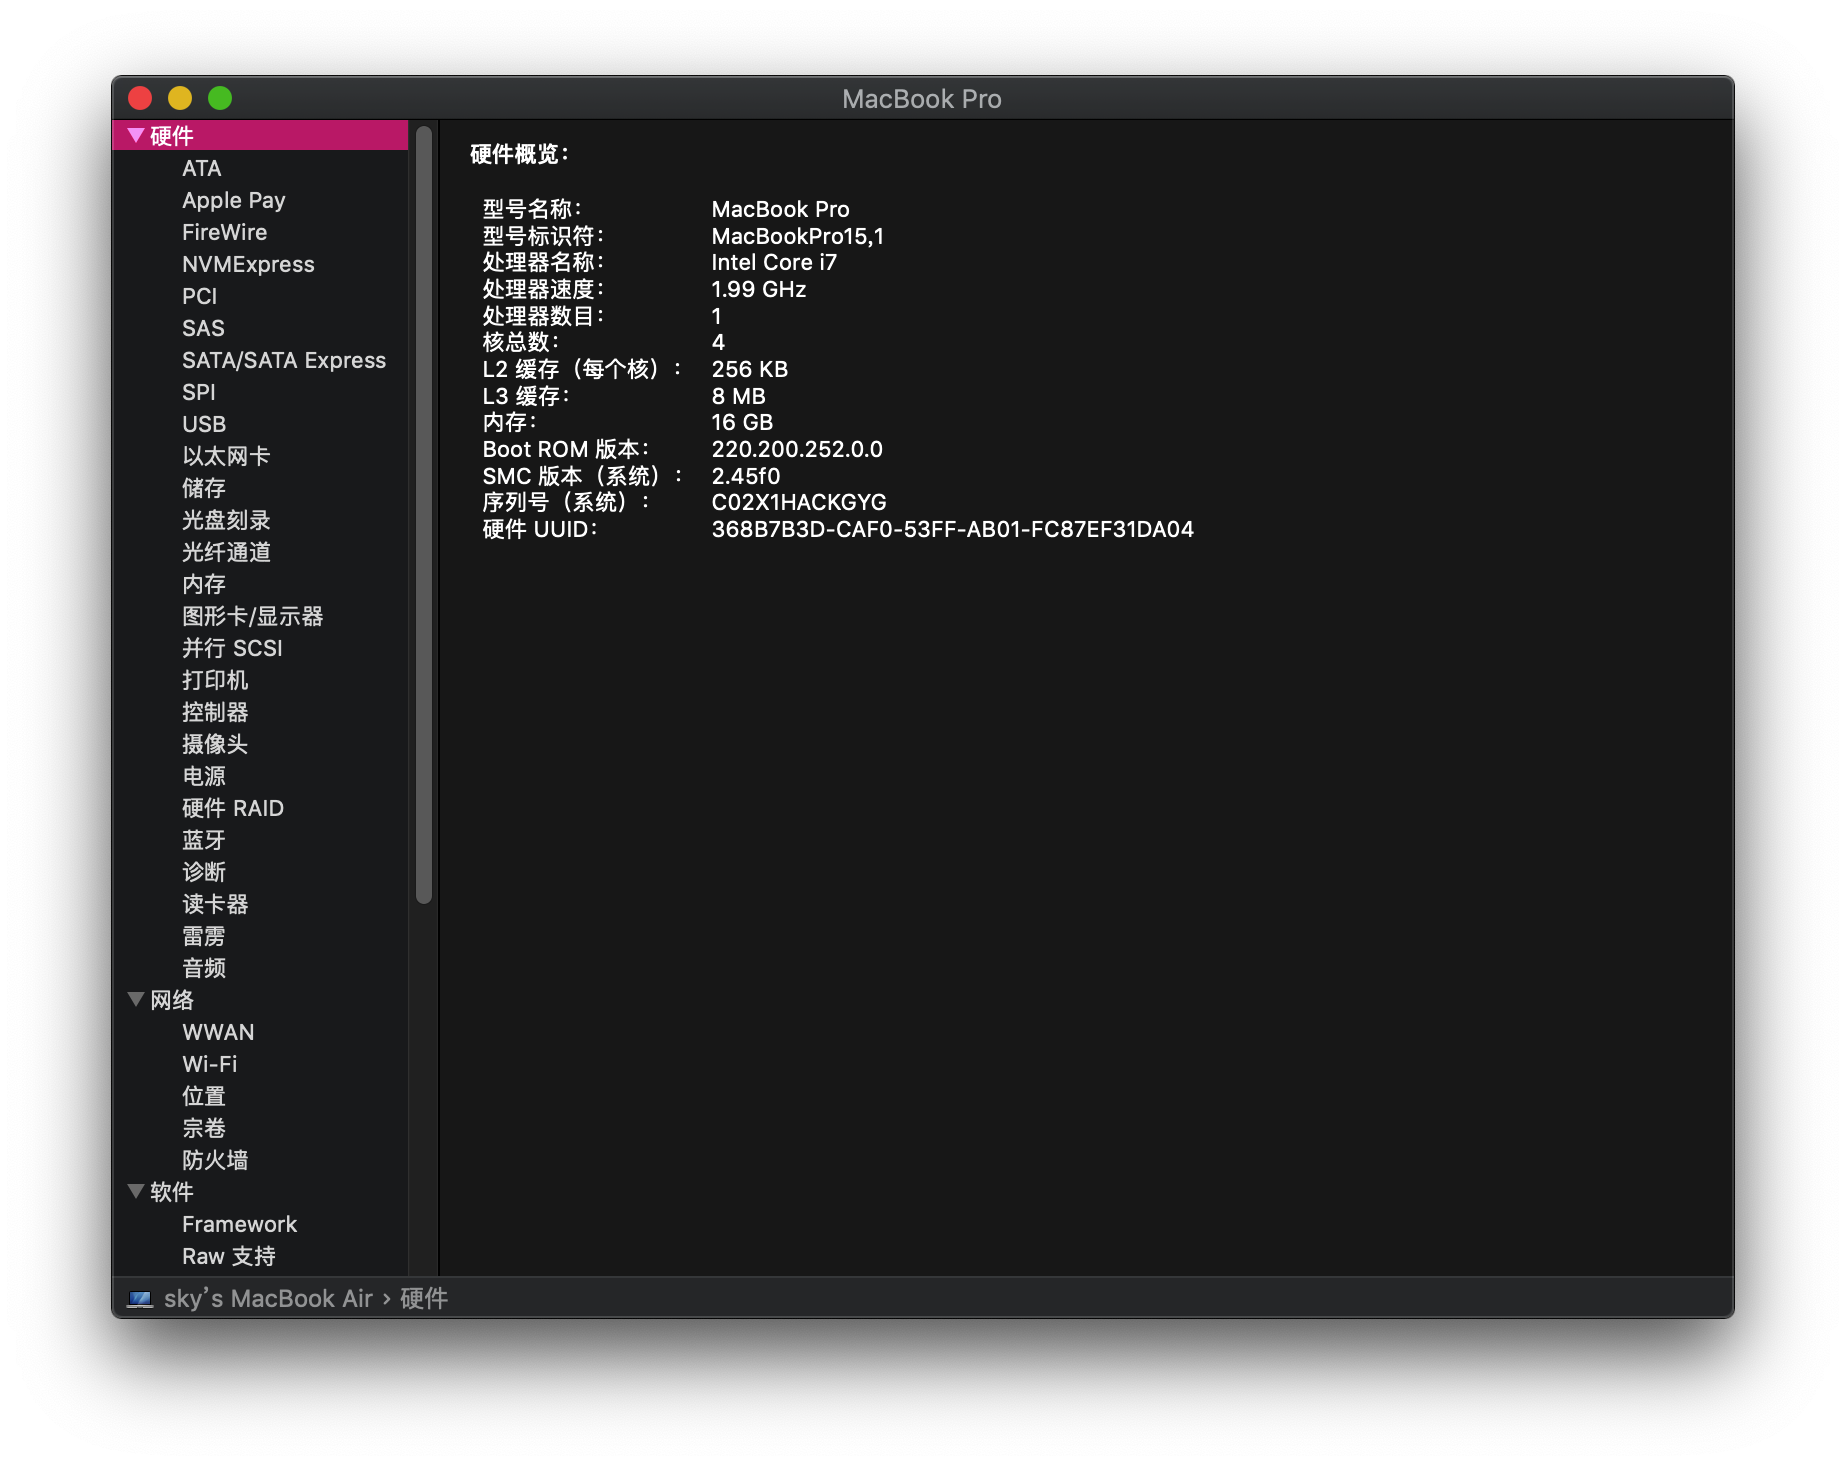 MacBook Pro
硬件
ATA
Apple Pay
FireWire
NVMExpress
PCI
SAS
SATA/SATA Express
SPI
USB
以太网卡
储存
光盘刻录
光纤通道
内存
图形卡/显示器
并行 SCSI
打印机
控制器
摄像头
电源
硬件 RAID
蓝牙
诊断
读卡器
雷雳
音频
网络
WWAN
Wi-Fi
位置
宗卷
防火墙
软件
Framework
Raw 支持
硬件概览：
型号名称： MacBook Pro
型号标识符： MacBookPro15,1
处理器名称： Intel Core i7
处理器速度： 1.99 GHz
处理器数目： 1
核总数： 4
L2 缓存（每个核）： 256 KB
L3 缓存： 8 MB
内存： 16 GB
Boot ROM 版本： 220.200.252.0.0
SMC 版本（系统）： 2.45f0
序列号（系统）： C02X1HACKGYG
硬件 UUID： 368B7B3D-CAF0-53FF-AB01-FC87EF31DA04
sky’s MacBook Air › 硬件